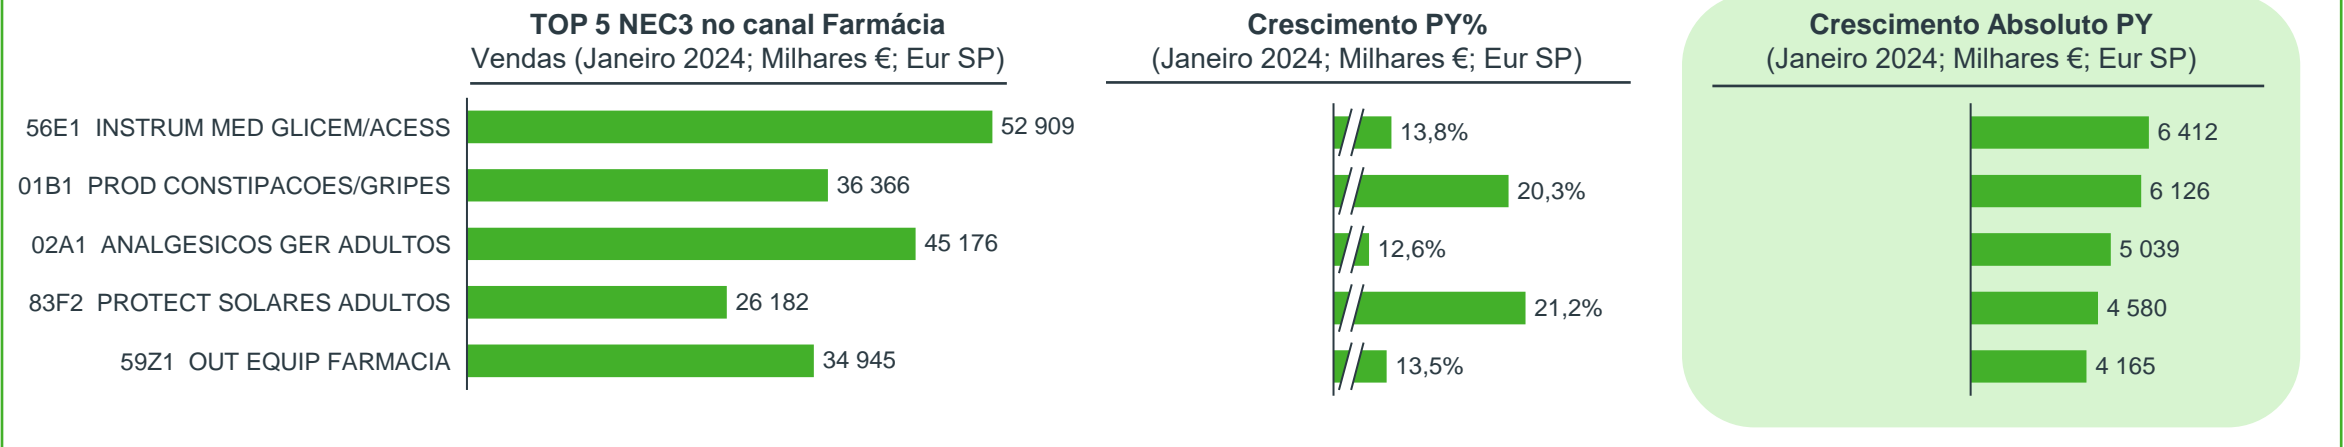 TOP 5 NEC3 no canal Farmácia
Vendas (Janeiro 2024; Milhares €; Eur SP)
Crescimento PY%
(Janeiro 2024; Milhares €; Eur SP)
Crescimento Absoluto PY
(Janeiro 2024; Milhares €; Eur SP)
56E1 INSTRUM MED GLICEM/ACESS 52 909 13,8% 6 412
01B1 PROD CONSTIPACOES/GRIPES 36 366 20,3% 6 126
02A1 ANALGESICOS GER ADULTOS 45 176 12,6% 5 039
83F2 PROTECT SOLARES ADULTOS 26 182 21,2% 4 580
59Z1 OUT EQUIP FARMACIA 34 945 13,5% 4 165